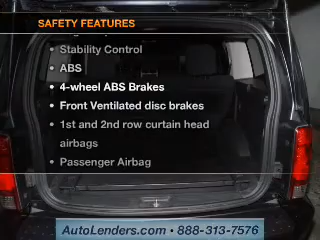 SAFETY FEATURES
• Stability Control
• ABS
• 4-wheel ABS Brakes
• Front Ventilated disc brakes
• 1st and 2nd row curtain head
airbags
• Passenger Airbag
AutoLenders.com • 888-313-7576